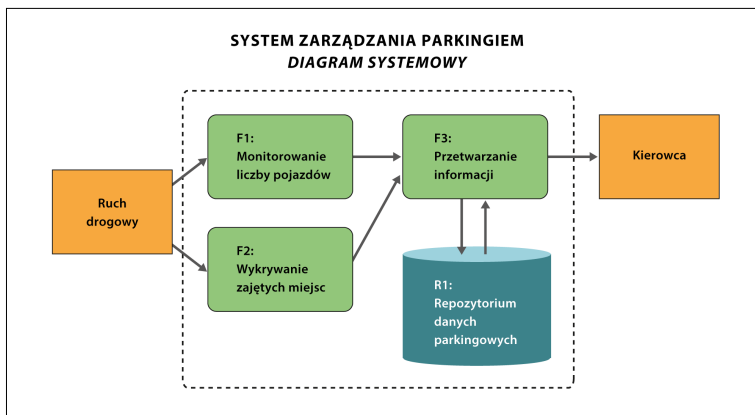 SYSTEM ZARZĄDZANIA PARKINGIEM
DIAGRAM SYSTEMOWY
Ruch
drogowy
F1:
Monitorowanie
liczby pojazdów
F2:
Wykrywanie
zajętych miejsc
F3:
Przetwarzanie
informacji
R1:
Repozytorium
danych
parkingowych
Kierowca